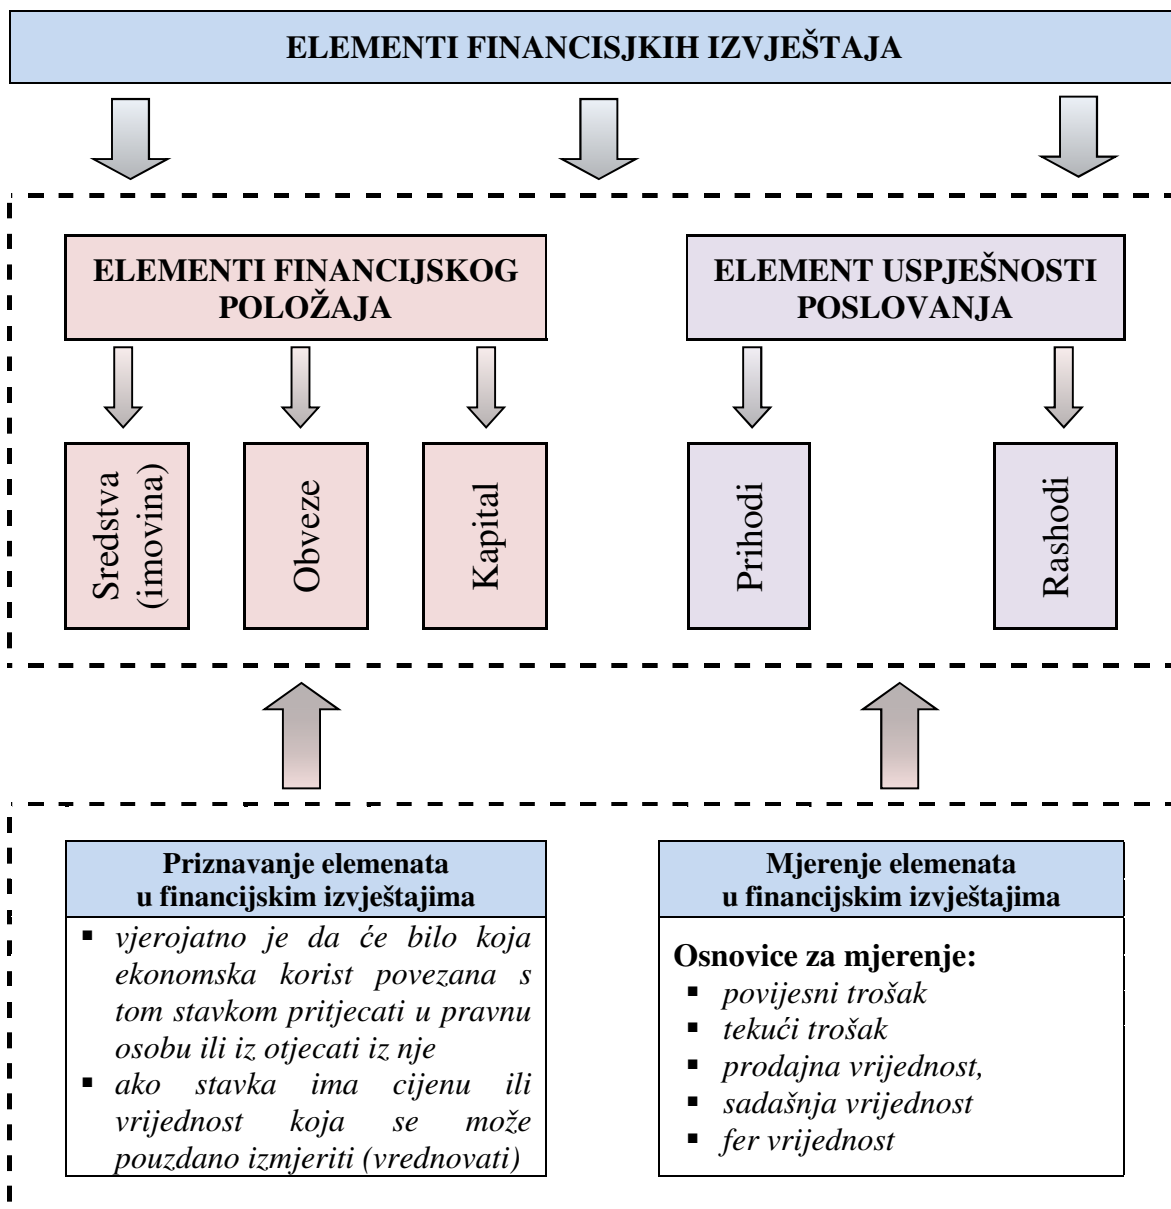 ELEMENTI FINANCISJKIH IZVJEŠTAJA
ELEMENTI FINANCIJSKOG
POLOŽAJA
ELEMENT USPJEŠNOSTI
POSLOVANJA
Sredstva
(imovina)
Obveze
Kapital
Prihodi
Rashodi
Priznavanje elemenata
u financijskim izvještajima
▪ vjerojatno je da će bilo koja
ekonomska korist povezana s
tom stavkom pritjecati u pravnu
osobu ili iz otjecati iz nje
▪ ako stavka ima cijenu ili
vrijednost koja se može
pouzdano izmjeriti (vrednovati)
Mjerenje elemenata
u financijskim izvještajima
Osnovice za mjerenje:
▪ povijesni trošak
▪ tekući trošak
▪ prodajna vrijednost,
▪ sadašnja vrijednost
▪ fer vrijednost